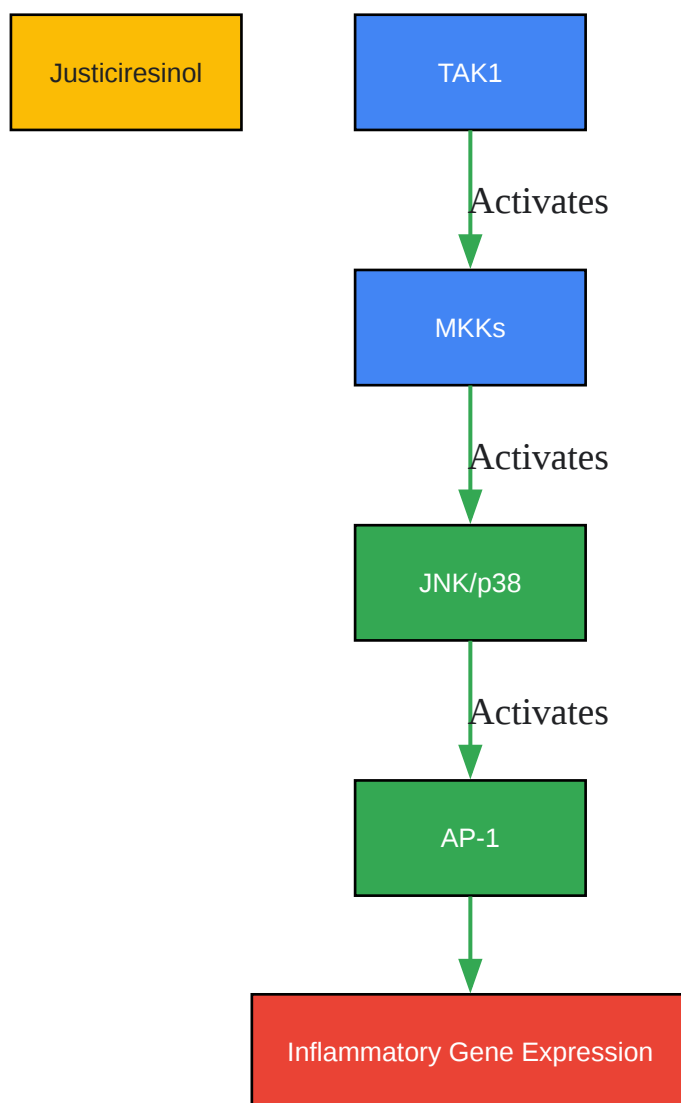 Justiciresinol
TAK1
Activates
MKKs
Activates
JNK/p38
Activates
AP-1
Inflammatory Gene Expression